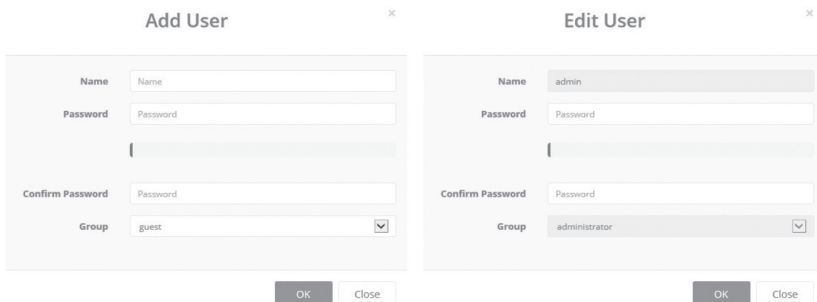 Add User
×
Name
Name
Password
Password
Confirm Password
Password
Group
guest
OK
Close
Edit User
×
Name
admin
Password
Password
Confirm Password
Password
Group
administrator
OK
Close